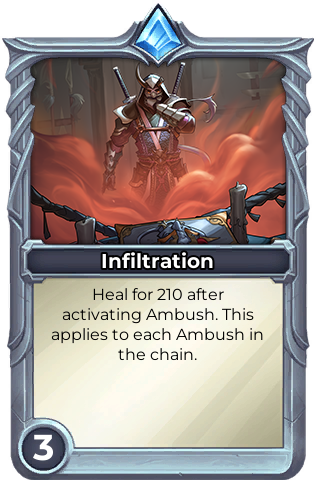 Infiltration
Heal for 210 after
activating Ambush. This
applies to each Ambush in
the chain.
3